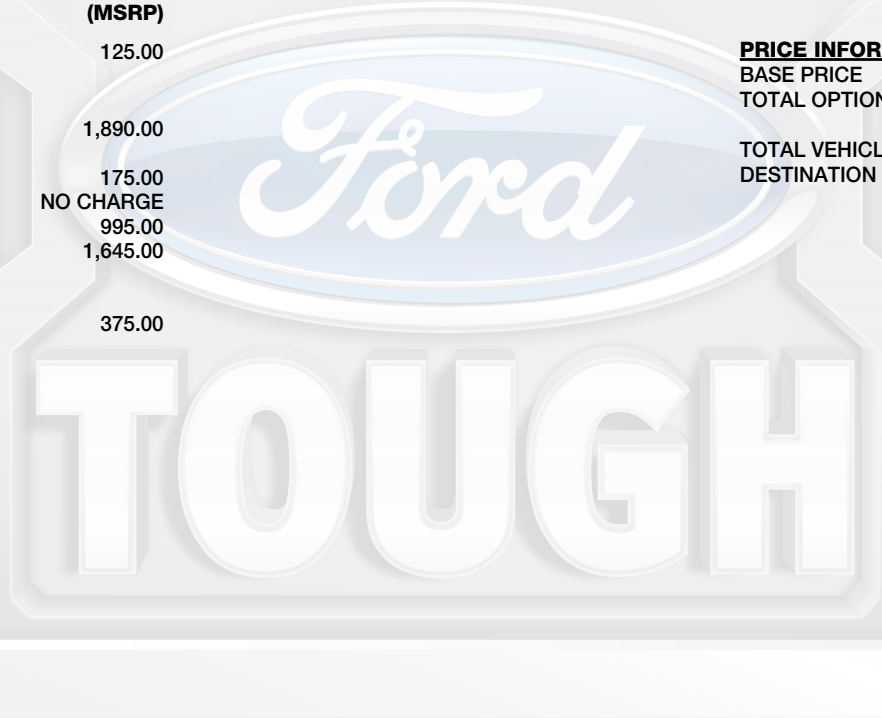 (MSRP)
125.00
1,890.00
175.00
NO CHARGE
995.00
1,645.00
375.00
PRICE INFOR
BASE PRICE
TOTAL OPTION
TOTAL VEHICL
DESTINATION
Ford
TOUGH